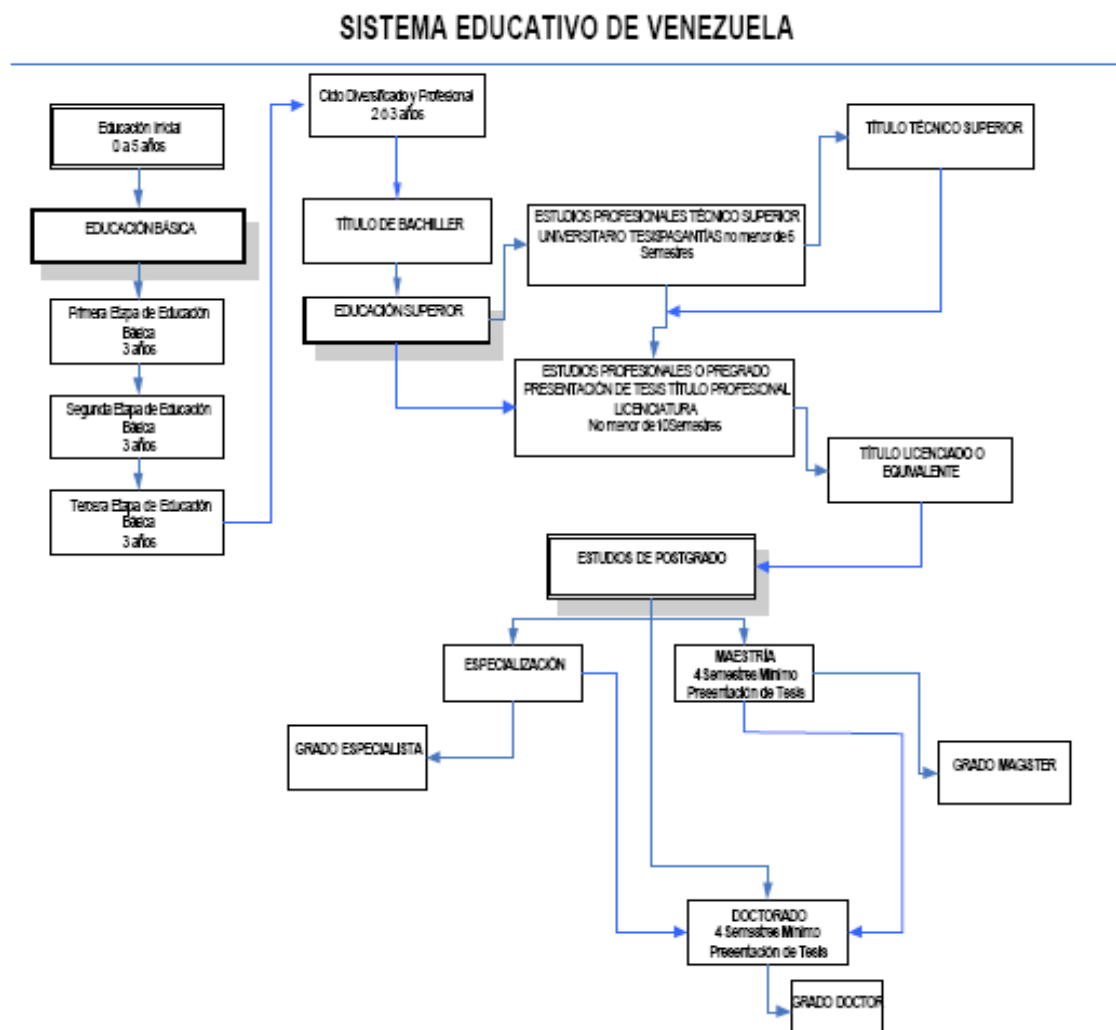 SISTEMA EDUCATIVO DE VENEZUELA
Educación Inicial
0 a 5 años
EDUCACIÓN BÁSICA
Primera Etapa de Educación
Básica
3 años
Segunda Etapa de Educación
Básica
3 años
Tercera Etapa de Educación
Básica
3 años
Ciclo Diversificado y Profesional
2 ó 3 años
TÍTULO DE BACHILLER
EDUCACIÓN SUPERIOR
ESTUDIOS PROFESIONALES TÉCNICO SUPERIOR
UNIVERSITARIO TESISPASANTÍAS no menor de 6
Semestres
TÍTULO TÉCNICO SUPERIOR
ESTUDIOS PROFESIONALES O PREGRADO
PRESENTACIÓN DE TESIS TÍTULO PROFESIONAL
LICENCIATURA
No menor de 10 Semestres
TÍTULO LICENCIADO O
EQUIVALENTE
ESTUDIOS DE POSTGRADO
ESPECIALIZACIÓN
MAESTRÍA
4 Semestres Mínimo
Presentación de Tesis
GRADO ESPECIALISTA
GRADO MAGISTER
DOCTORADO
4 Semestres Mínimo
Presentación de Tesis
GRADO DOCTOR